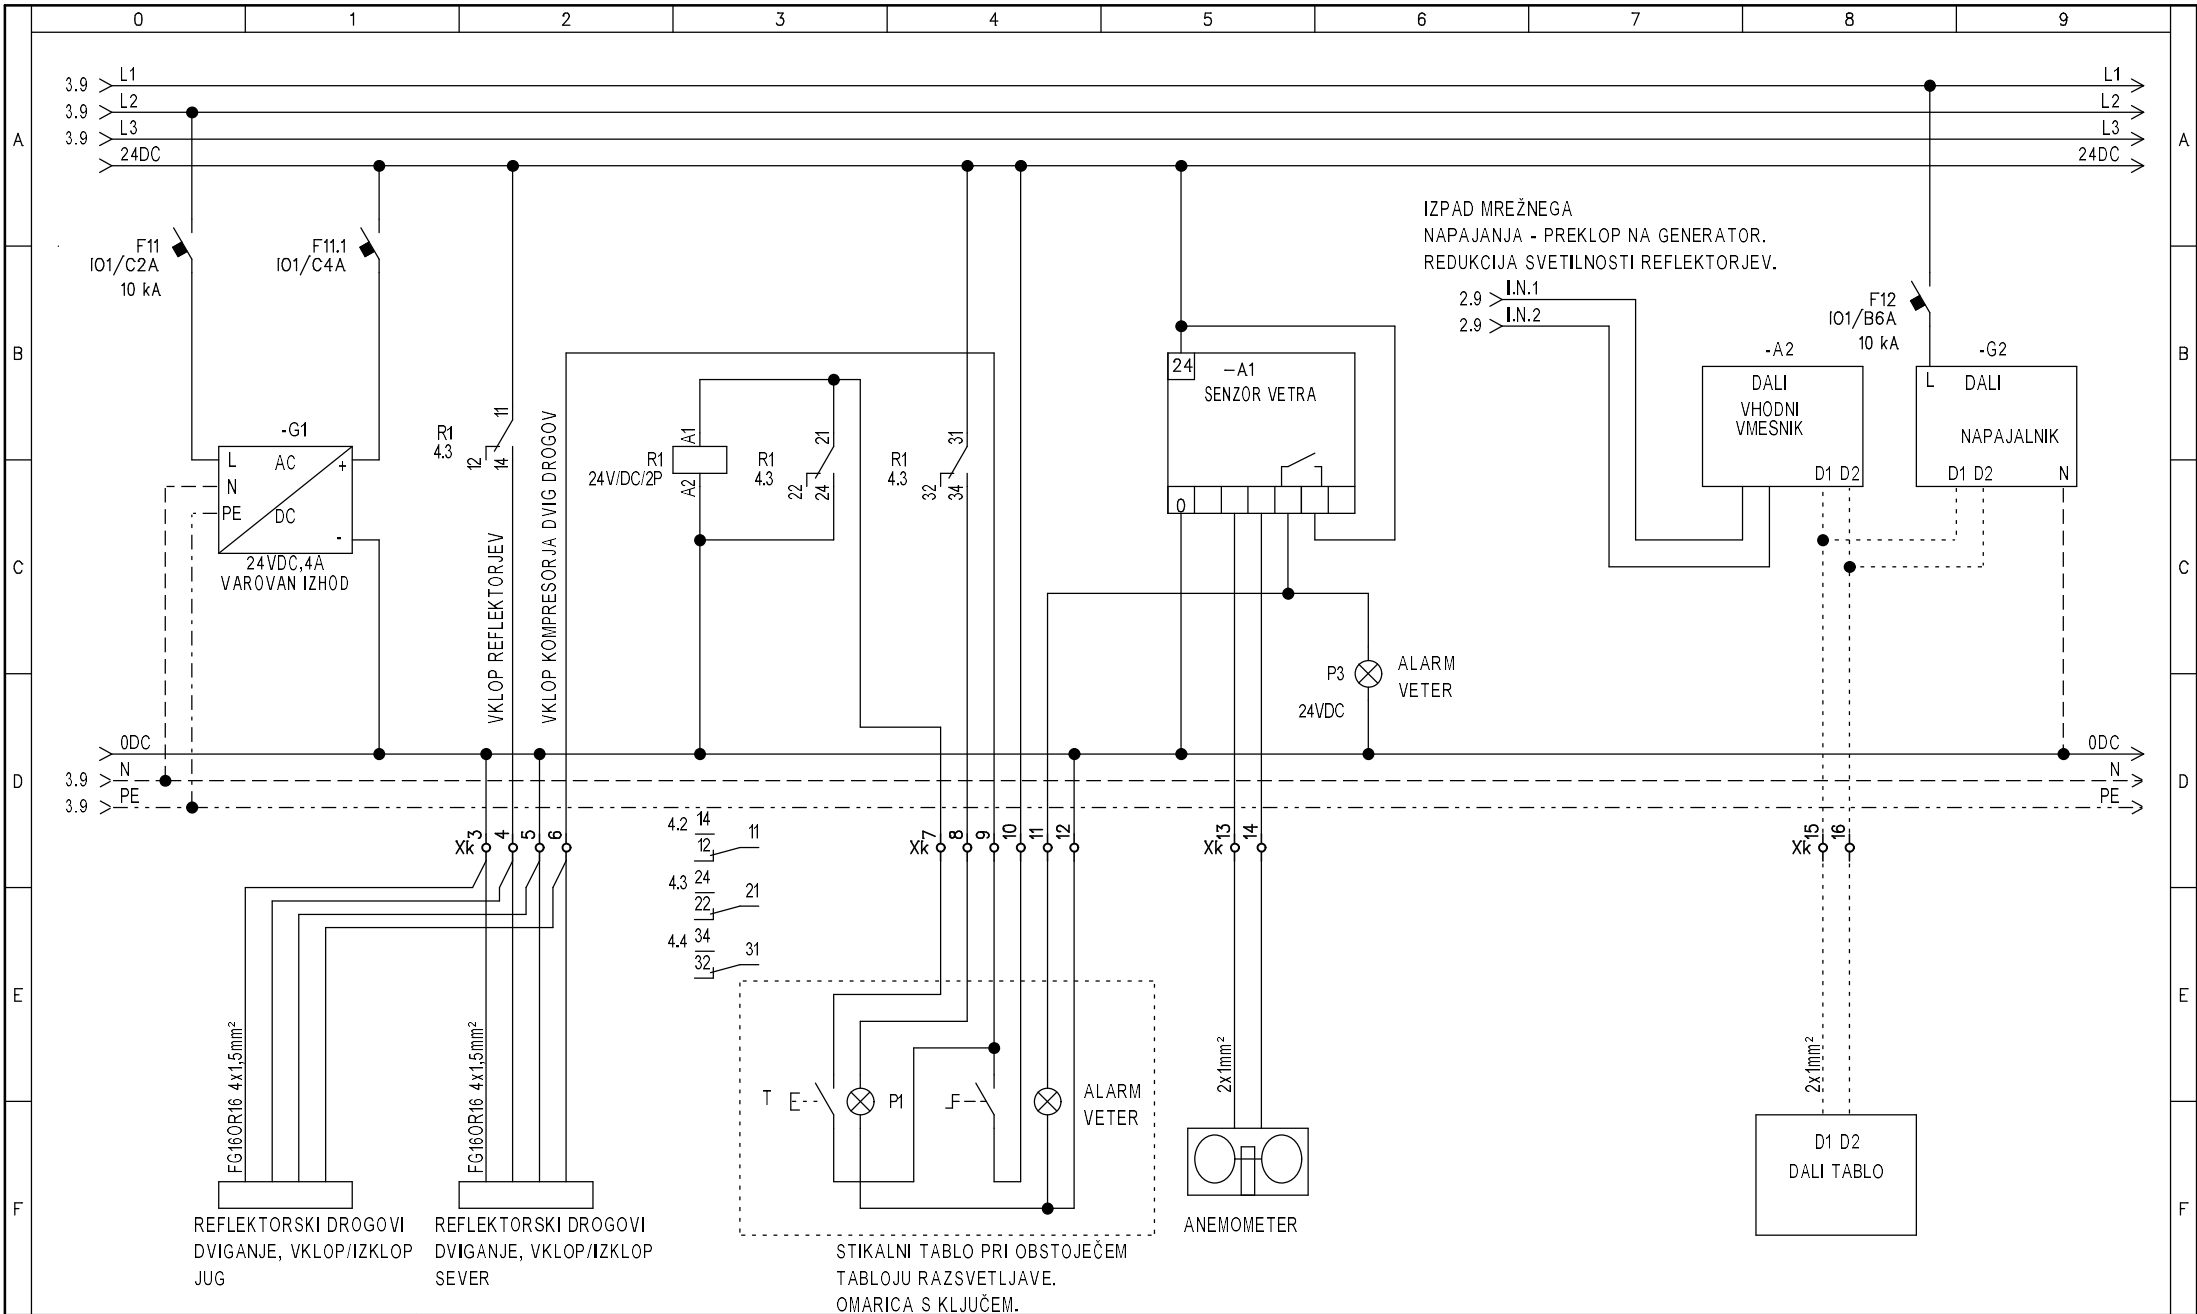 0 1 2 3 4 5 6 7 8 9
3.9 L1 L1
3.9 L2 L2
3.9 L3 L3
24DC 24DC
A A
B B
C C
D D
E E
F F
F11
IO1/C2A
10 kA
F11.1
IO1/C4A
-G1
L AC +
N
PE DC -
24VDC,4A
VAROVAN IZHOD
R1
4.3
11
12 14
VKLOP REFLEKTORJEV
VKLOP KOMPRESORJA DVIG DROGOV
R1
24V/DC/2P
A1
A2
R1
4.3
21
22 24
R1
4.3
31
32 34
24
-A1
SENZOR VETRA
0
P3
24VDC
ALARM
VETER
IZPAD MREŽNEGA
NAPAJANJA - PREKLOP NA GENERATOR.
REDUKCIJA SVETILNOSTI REFLEKTORJEV.
2.9 I.N.1
2.9 I.N.2
F12
IO1/B6A
10 kA
-A2
DALI
VHODNI
VMESNIK
D1 D2
-G2
L DALI
NAPAJALNIK
D1 D2 N
0DC 0DC
3.9 N N
3.9 PE PE
Xk 3 4 5 6
4.2 14
12 11
4.3 24
22 21
4.4 34
32 31
Xk 7 8 9 10 11 12
Xk 13 14
Xk 15 16
FG16OR16 4x1,5mm²
FG16OR16 4x1,5mm²
T E P1
F
ALARM
VETER
2x1mm²
2x1mm²
D1 D2
DALI TABLO
REFLEKTORSKI DROGOVI
DVIGANJE, VKLOP/IZKLOP
JUG
REFLEKTORSKI DROGOVI
DVIGANJE, VKLOP/IZKLOP
SEVER
STIKALNI TABLO PRI OBSTOJEČEM
TABLOJU RAZSVETLJAVE.
OMARICA S KLJUČEM.
ANEMOMETER